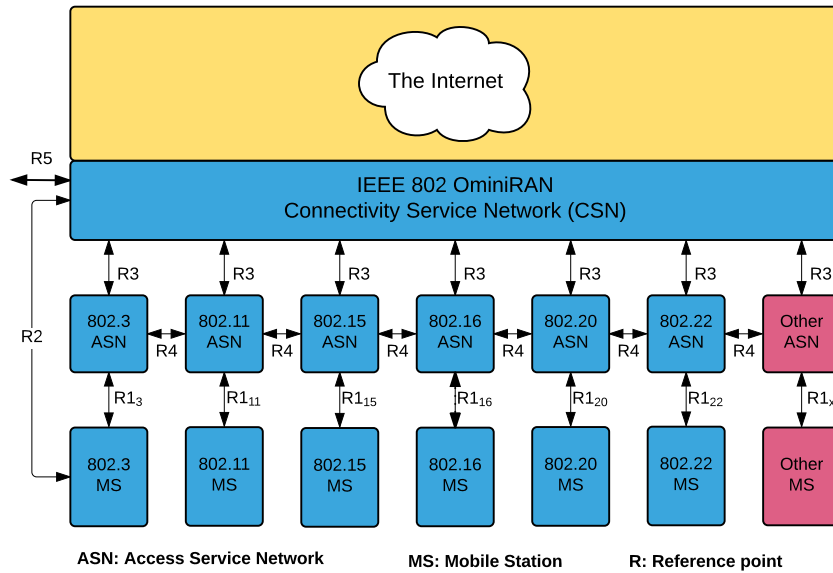 The Internet
R5
IEEE 802 OminiRAN
Connectivity Service Network (CSN)
R3 R3 R3 R3 R3 R3 R3
802.3 802.11 802.15 802.16 802.20 802.22 Other
ASN ASN ASN ASN ASN ASN ASN
R2
R4 R4 R4 R4 R4 R4
R1₃ R1₁₁ R1₁₅ R1₁₆ R1₂₀ R1₂₂ R1ₓ
802.3 802.11 802.15 802.16 802.20 802.22 Other
MS MS MS MS MS MS MS
ASN: Access Service Network MS: Mobile Station R: Reference point